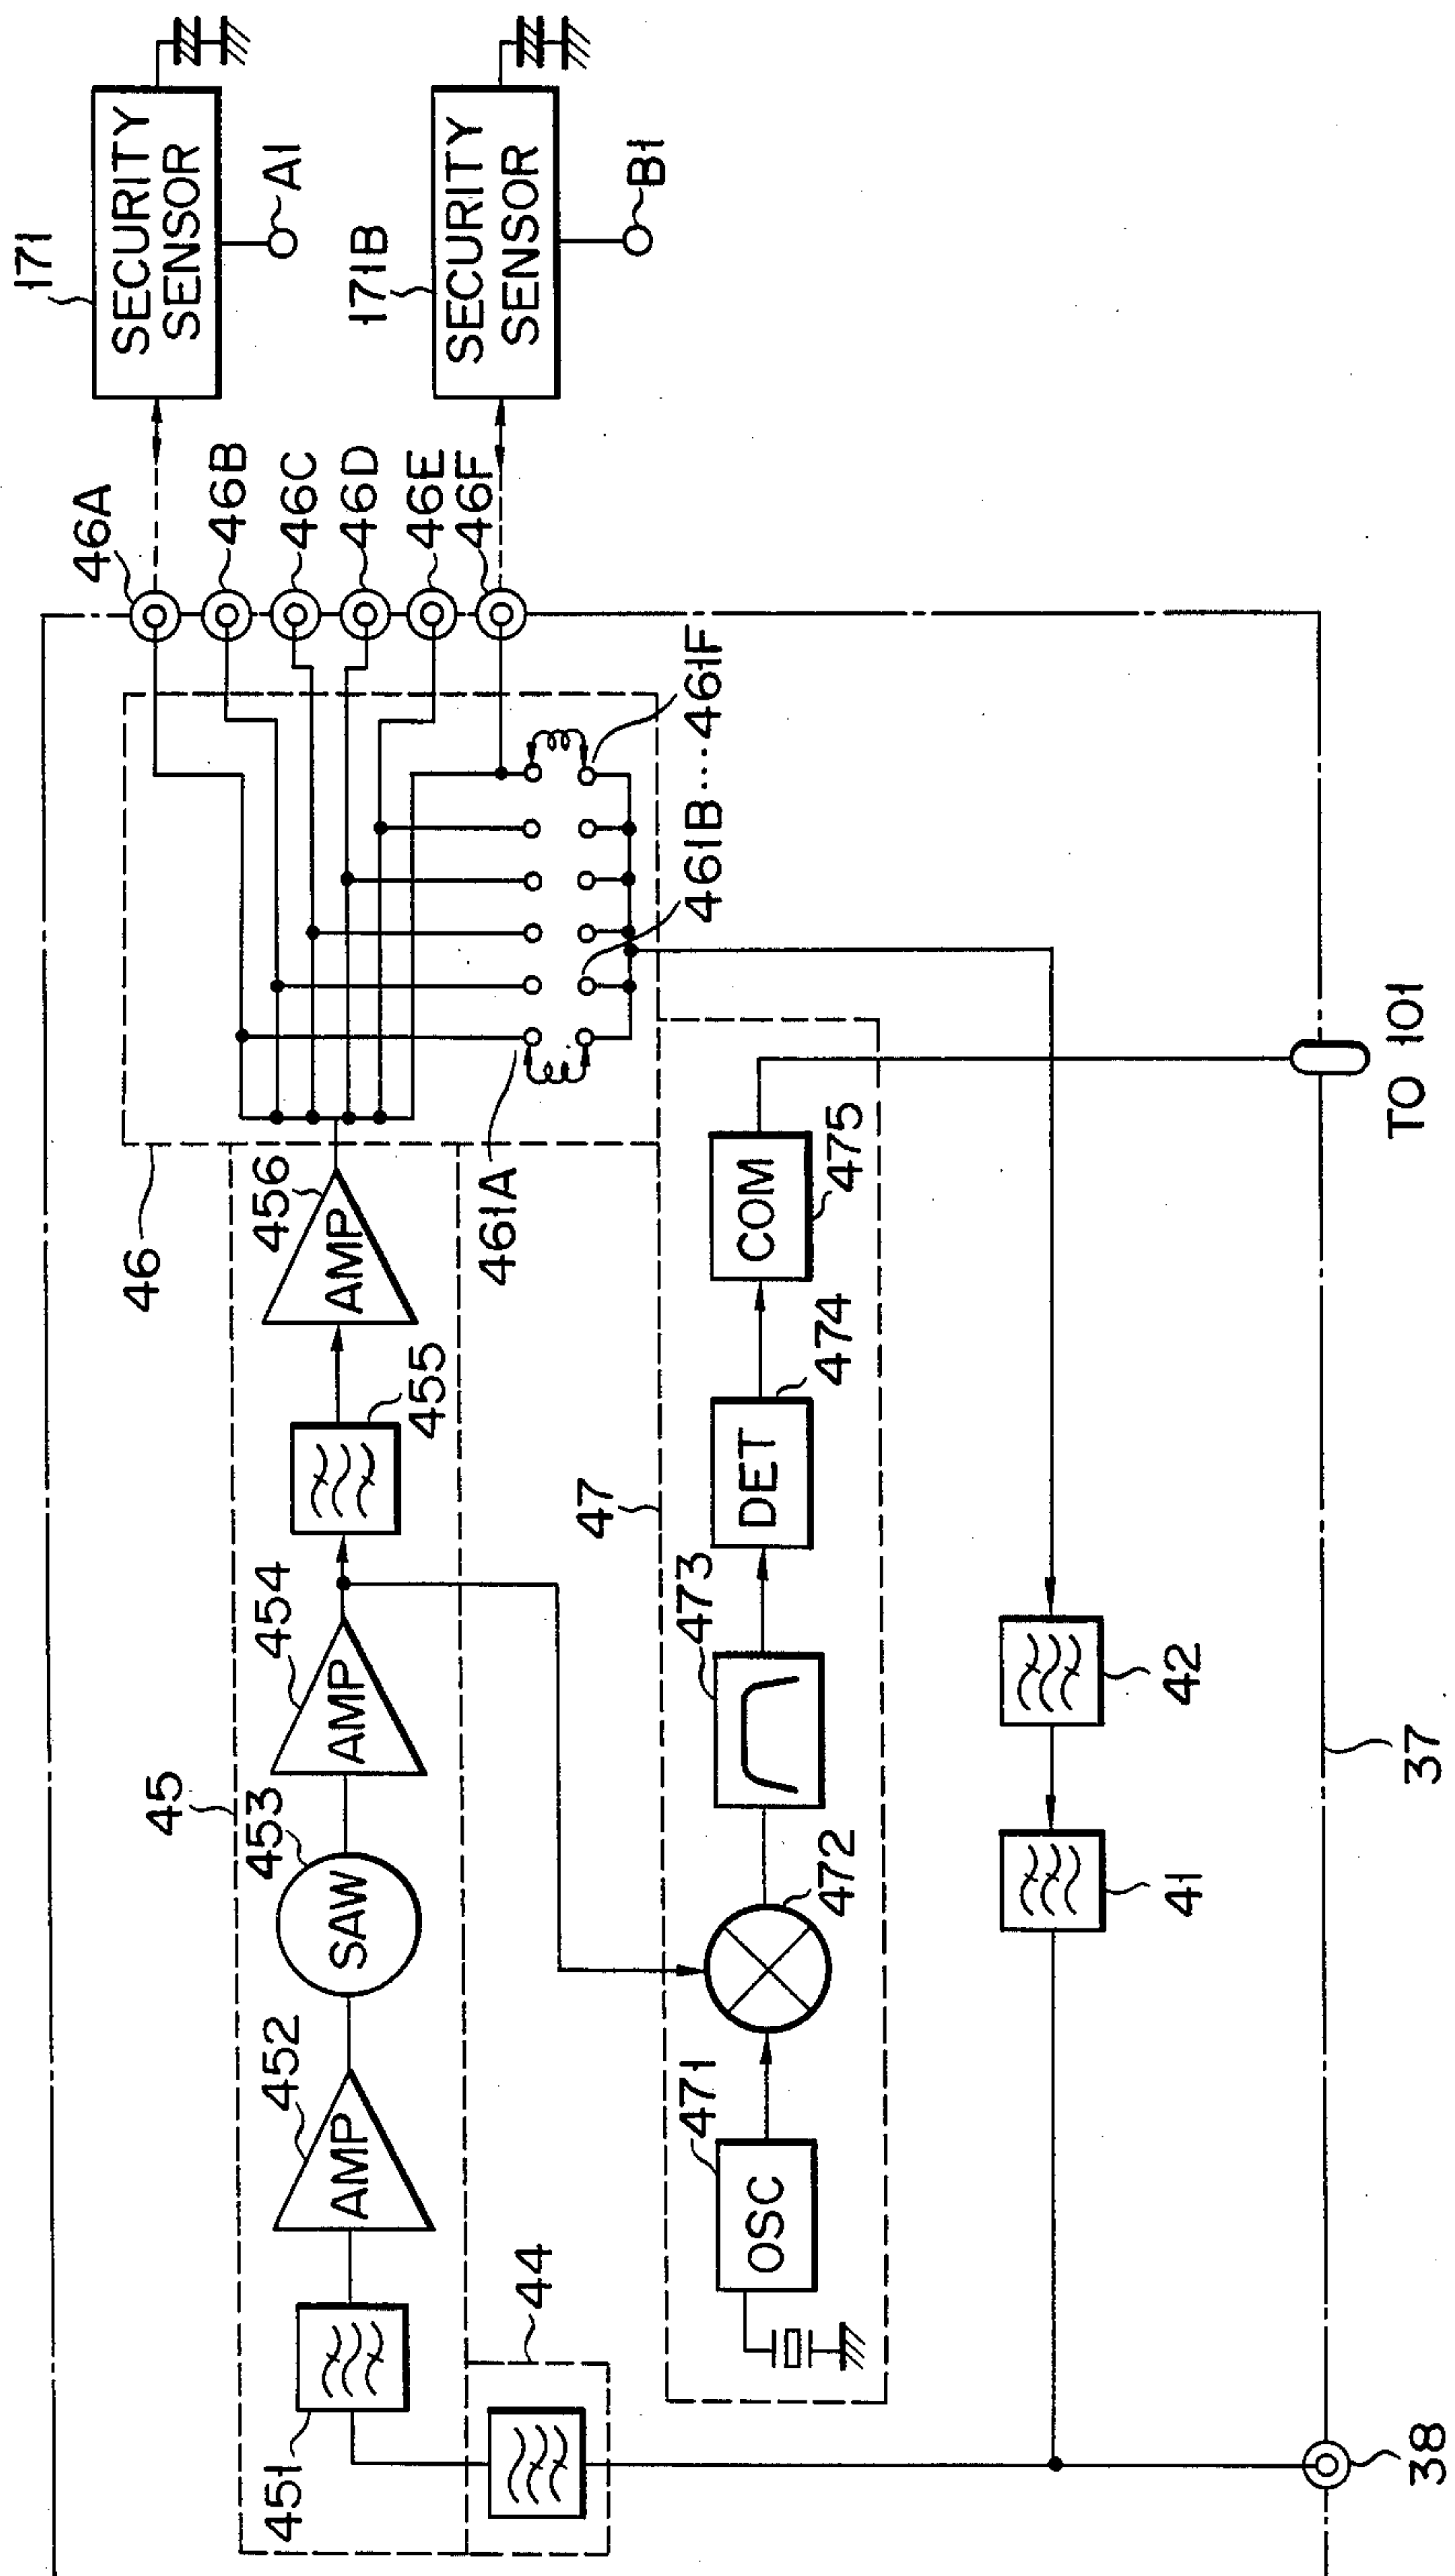 171
SECURITY
SENSOR
A1
171B
SECURITY
SENSOR
B1
46A
46B
46C
46D
46E
46F
461F
461B...
461A
46
456
AMP
455
454
AMP
453
SAW
452
AMP
451
45
44
47
475
COM
474
DET
473
472
471
OSC
42
41
TO 101
37
38